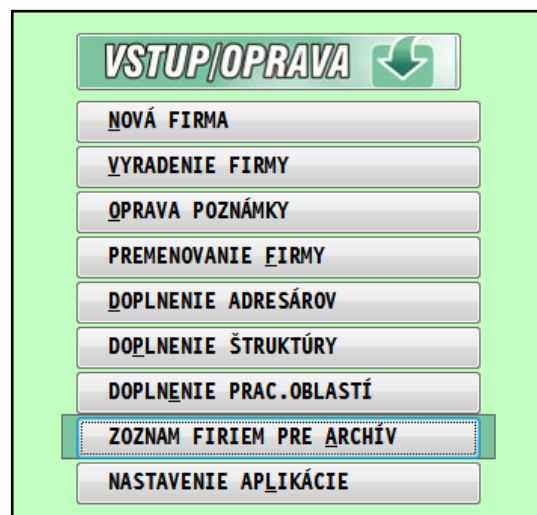 VSTUP/OPRAVA
NOVÁ FIRMA
VYRADENIE FIRMY
OPRAVA POZNÁMKY
PREMENOVANIE FIRMY
DOPLNENIE ADRESÁROV
DOPLNENIE ŠTRUKTÚRY
DOPLNENIE PRAC.OBLASTÍ
ZOZNAM FIRIEM PRE ARCHÍV
NASTAVENIE APLIKÁCIE